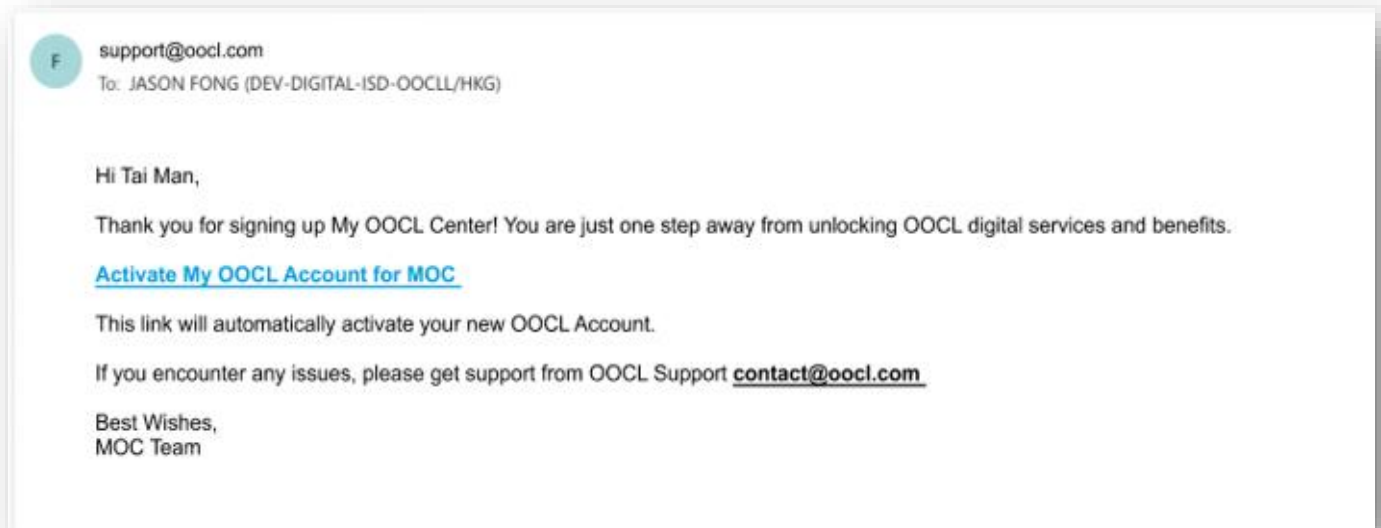 F
support@oocl.com
To: JASON FONG (DEV-DIGITAL-ISD-OOCLL/HKG)
Hi Tai Man,
Thank you for signing up My OOCL Center! You are just one step away from unlocking OOCL digital services and benefits.
Activate My OOCL Account for MOC
This link will automatically activate your new OOCL Account.
If you encounter any issues, please get support from OOCL Support contact@oocl.com
Best Wishes,
MOC Team